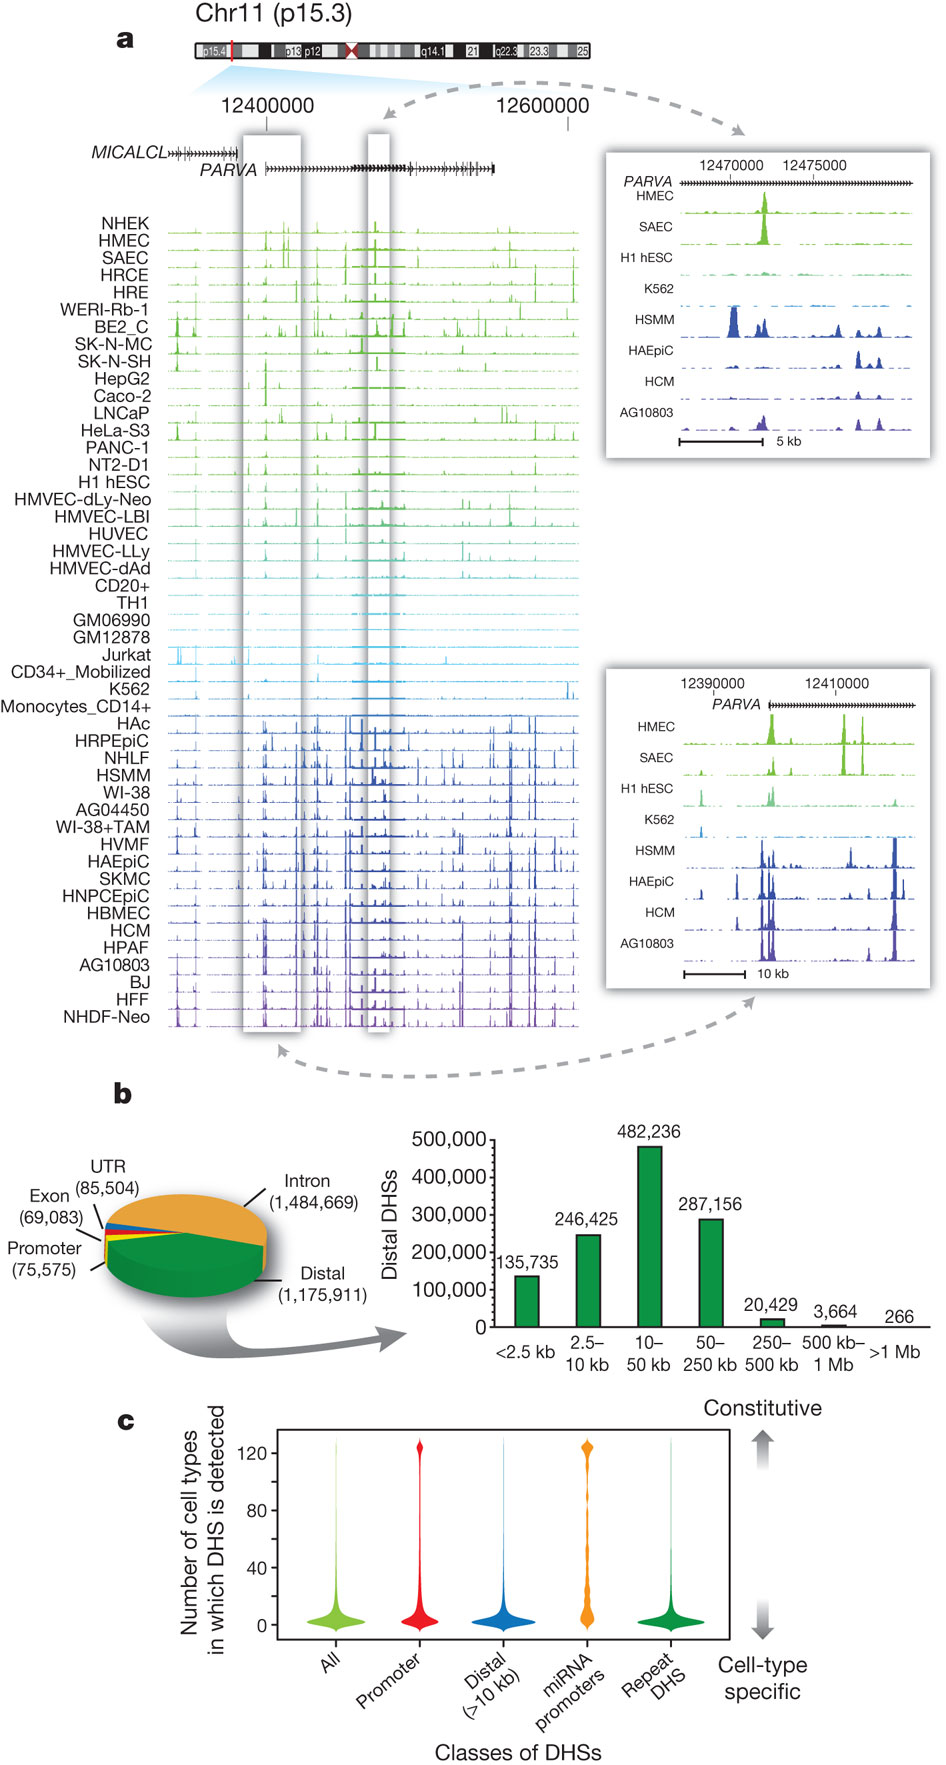 Chr11 (p15.3)
a
p15.4 p13 p12 q14.1 21 q22.3 23.3 25
12400000 12600000
MICALCL
PARVA
NHEK
HMEC
SAEC
HRCE
HRE
WERI-Rb-1
BE2_C
SK-N-MC
SK-N-SH
HepG2
Caco-2
LNCaP
HeLa-S3
PANC-1
NT2-D1
H1 hESC
HMVEC-dLy-Neo
HMVEC-LBl
HUVEC
HMVEC-LLy
HMVEC-dAd
CD20+
TH1
GM06990
GM12878
Jurkat
CD34+_Mobilized
K562
Monocytes_CD14+
HAc
HRPEpiC
NHLF
HSMM
WI-38
AG04450
WI-38+TAM
HVMF
HAEpiC
SKMC
HNPCEpiC
HBMEC
HCM
HPAF
AG10803
BJ
HFF
NHDF-Neo
12470000 12475000
PARVA
HMEC
SAEC
H1 hESC
K562
HSMM
HAEpiC
HCM
AG10803
5 kb
12390000 12410000
PARVA
HMEC
SAEC
H1 hESC
K562
HSMM
HAEpiC
HCM
AG10803
10 kb
b
UTR
(85,504)
Exon
(69,083)
Promoter
(75,575)
Intron
(1,484,669)
Distal
(1,175,911)
Distal DHSs
500,000
400,000
300,000
200,000
100,000
0
135,735
246,425
482,236
287,156
20,429
3,664
266
<2.5 kb
2.5–
10 kb
10–
50 kb
50–
250 kb
250–
500 kb
500 kb–
1 Mb
>1 Mb
c
Number of cell types
in which DHS is detected
120
80
40
0
All
Promoter
Distal
(>10 kb)
miRNA
promoters
Repeat
DHS
Classes of DHSs
Constitutive
Cell-type
specific